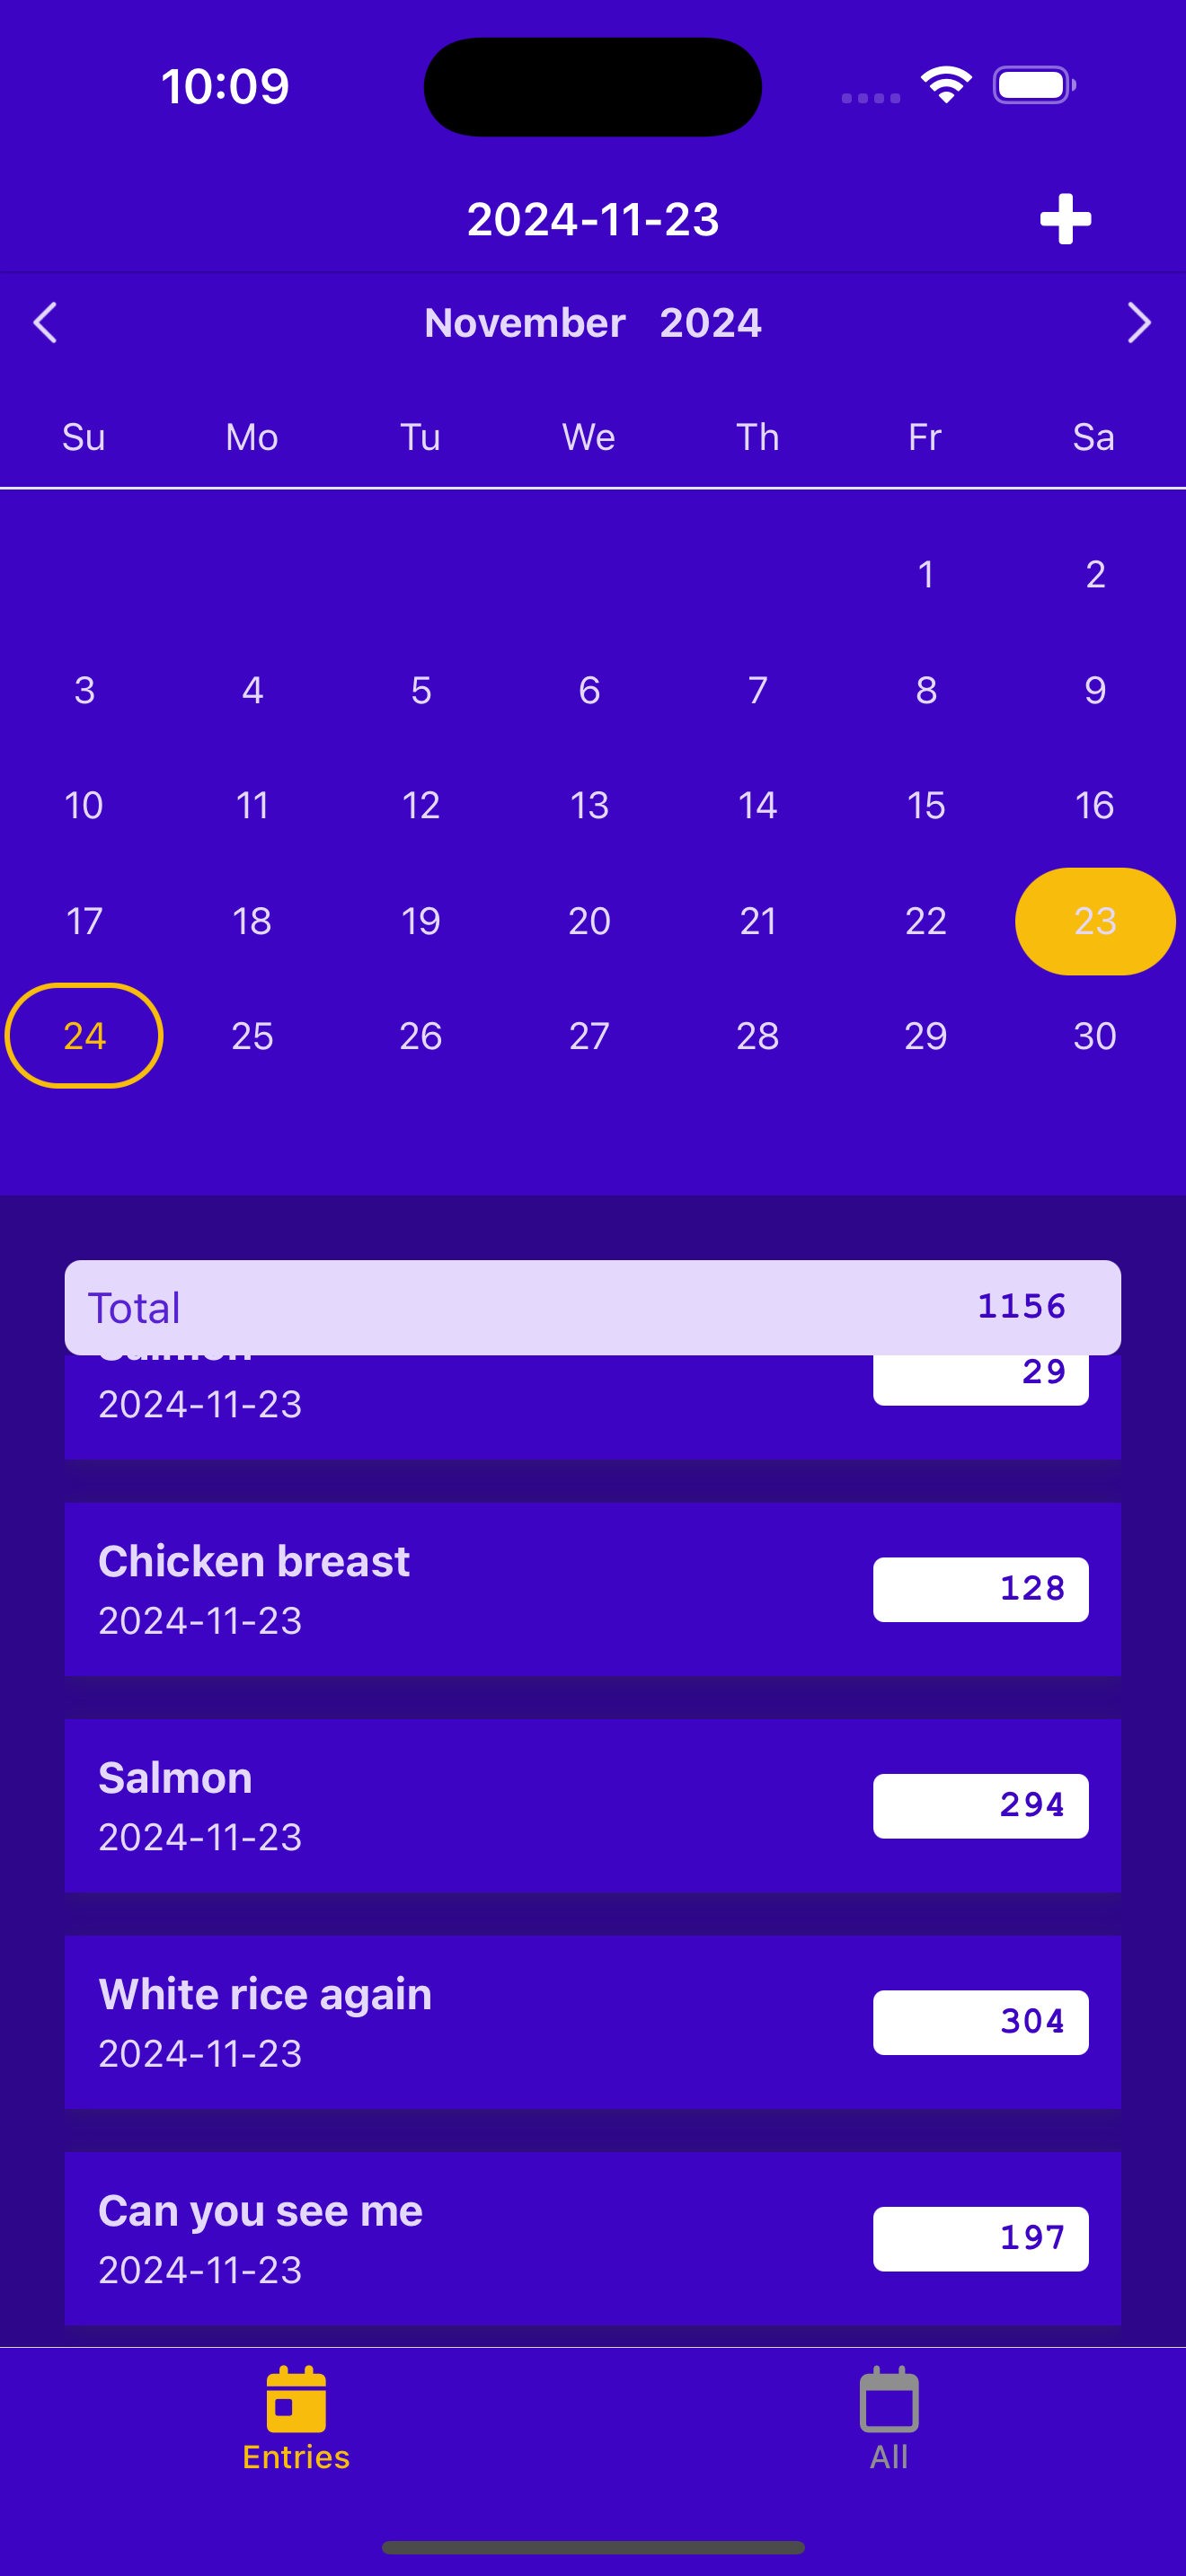 10:09
2024-11-23
November 2024
Su Mo Tu We Th Fr Sa
1 2
3 4 5 6 7 8 9
10 11 12 13 14 15 16
17 18 19 20 21 22 23
24 25 26 27 28 29 30
Total 1156
Salmon 29
2024-11-23
Chicken breast 128
2024-11-23
Salmon 294
2024-11-23
White rice again 304
2024-11-23
Can you see me 197
2024-11-23
Entries All